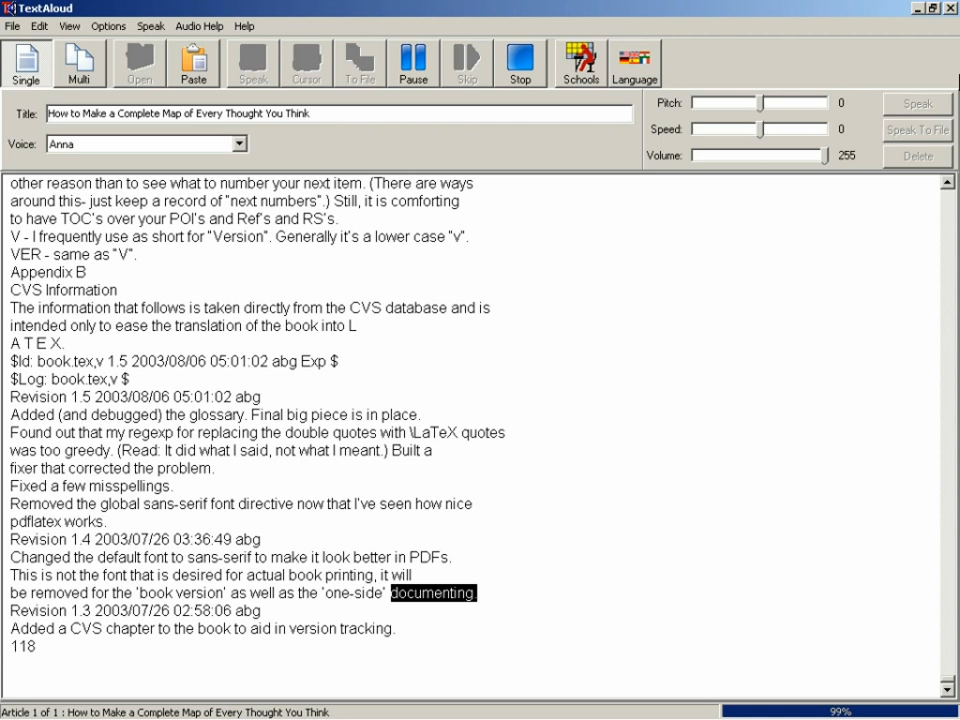 TextAloud
File Edit View Options Speak Audio Help Help
Single Multi Open Paste Speak Cursor To File Pause Skip Stop Schools Language
Title: How to Make a Complete Map of Every Thought You Think
Voice: Anna
Pitch: 0 Speak
Speed: 0 Speak To File
Volume: 255 Delete
other reason than to see what to number your next item. (There are ways
around this- just keep a record of "next numbers".) Still, it is comforting
to have TOC's over your POI's and Ref's and RS's.
V - I frequently use as short for "Version". Generally it's a lower case "v".
VER - same as "V".
Appendix B
CVS Information
The information that follows is taken directly from the CVS database and is
intended only to ease the translation of the book into L
A T E X.
$Id: book.tex,v 1.5 2003/08/06 05:01:02 abg Exp $
$Log: book.tex,v $
Revision 1.5 2003/08/06 05:01:02 abg
Added (and debugged) the glossary. Final big piece is in place.
Found out that my regexp for replacing the double quotes with \LaTeX quotes
was too greedy. (Read: It did what I said, not what I meant.) Built a
fixer that corrected the problem.
Fixed a few misspellings.
Removed the global sans-serif font directive now that I've seen how nice
pdflatex works.
Revision 1.4 2003/07/26 03:36:49 abg
Changed the default font to sans-serif to make it look better in PDFs.
This is not the font that is desired for actual book printing, it will
be removed for the 'book version' as well as the 'one-side' documenting.
Revision 1.3 2003/07/26 02:58:06 abg
Added a CVS chapter to the book to aid in version tracking.
118
Article 1 of 1 : How to Make a Complete Map of Every Thought You Think 99%